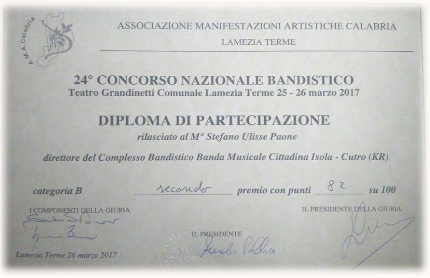 A.M.A. Calabria
ASSOCIAZIONE MANIFESTAZIONI ARTISTICHE CALABRIA
LAMEZIA TERME
24° CONCORSO NAZIONALE BANDISTICO
Teatro Grandinetti Comunale Lamezia Terme 25 - 26 marzo 2017
DIPLOMA DI PARTECIPAZIONE
rilasciato al M° Stefano Ulisse Paone
direttore del Complesso Bandistico Banda Musicale Cittadina Isola - Cutro (KR)
categoria B secondo premio con punti 82 su 100
I COMPONENTI DELLA GIURIA
IL PRESIDENTE DELLA GIURIA
IL PRESIDENTE
Lamezia Terme 26 marzo 2017